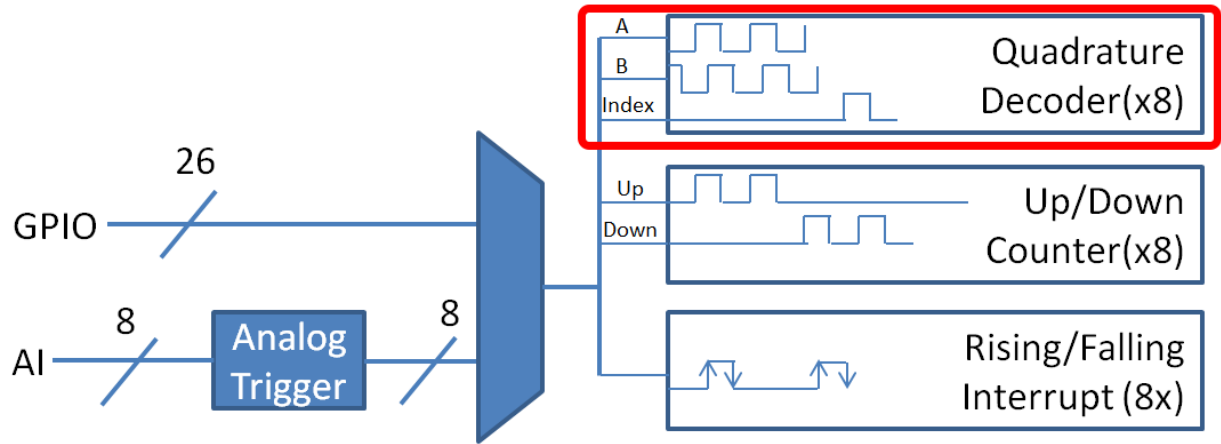 26
GPIO
8
AI
Analog
Trigger
8
A
B
Index
Quadrature
Decoder(x8)
Up
Down
Up/Down
Counter(x8)
Rising/Falling
Interrupt (8x)